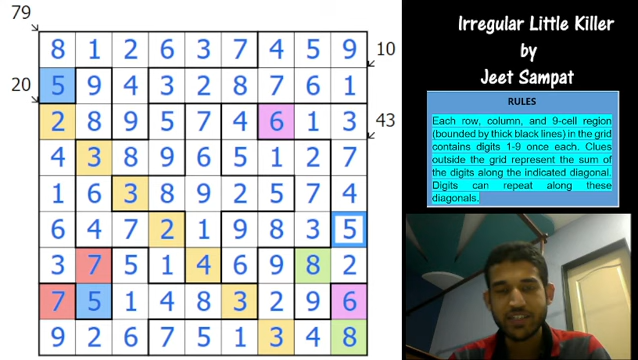 79
8 1 2 6 3 7 4 5 9
10
5 9 4 3 2 8 7 6 1
20
2 8 9 5 7 4 6 1 3
43
4 3 8 9 6 5 1 2 7
1 6 3 8 9 2 5 7 4
6 4 7 2 1 9 8 3 5
3 7 5 1 4 6 9 8 2
7 5 1 4 8 3 2 9 6
9 2 6 7 5 1 3 4 8
Irregular Little Killer
by
Jeet Sampat
RULES
Each row, column, and 9-cell region
(bounded by thick black lines) in the grid
contains digits 1-9 once each. Clues
outside the grid represent the sum of
the digits along the indicated diagonal.
Digits can repeat along these
diagonals.